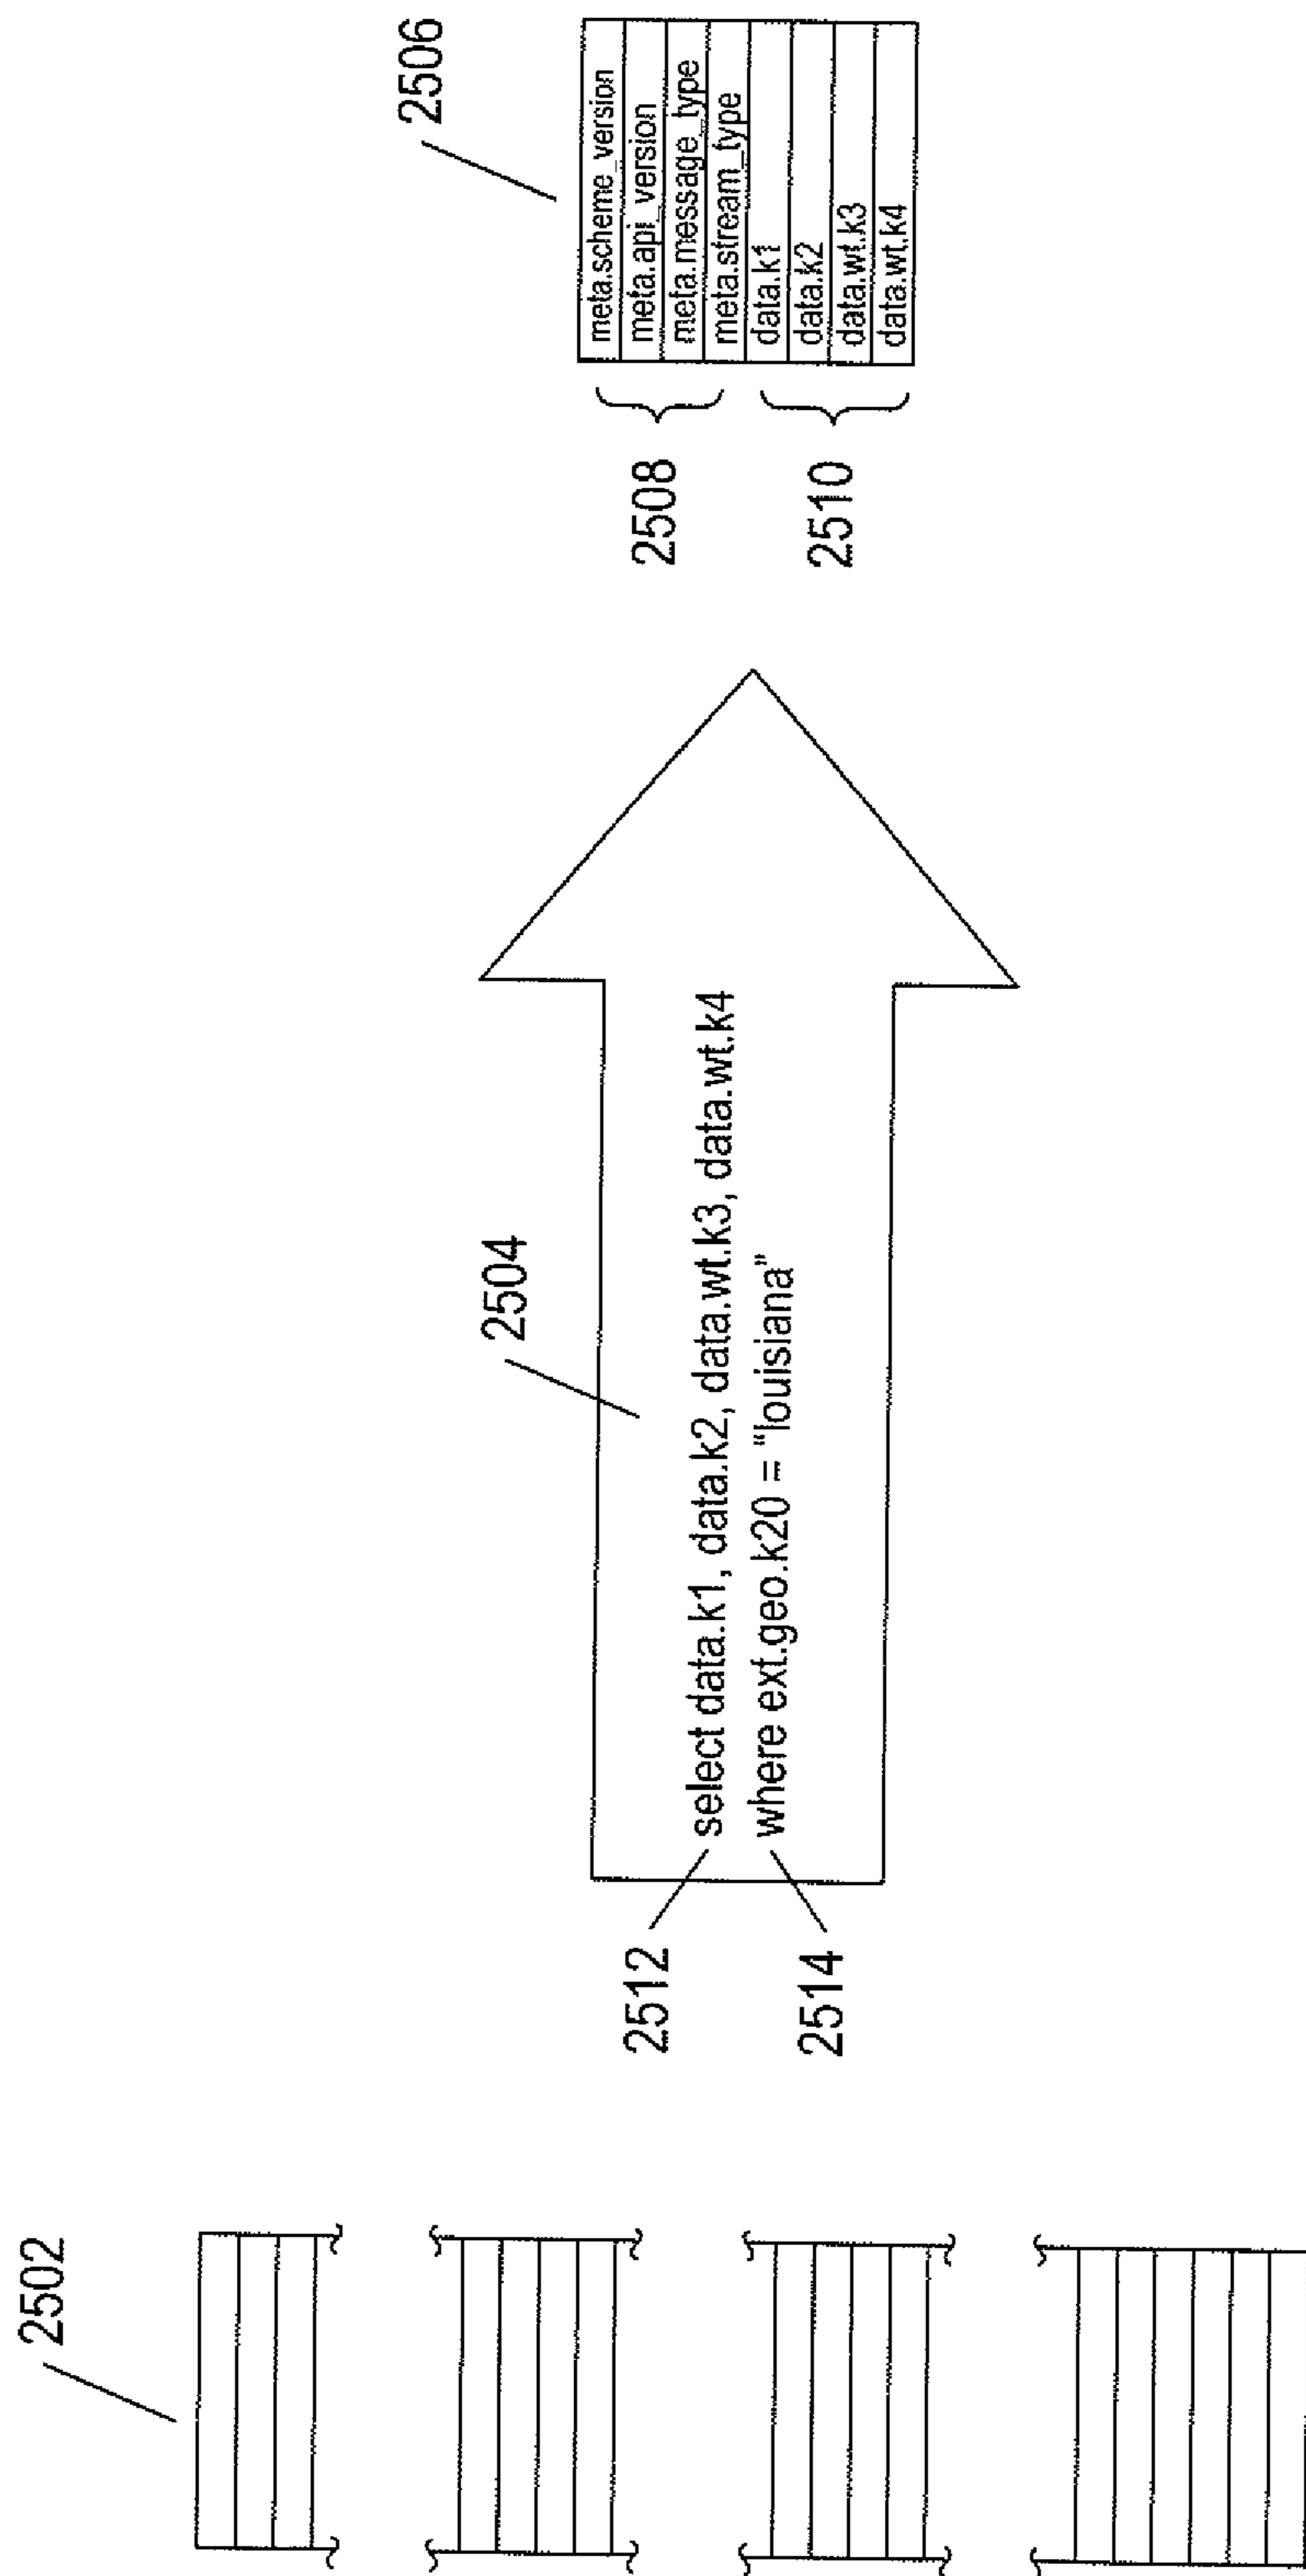 2502
2504
2512
select data.k1, data.k2, data.wt.k3, data.wt.k4
2514
where ext.geo.k20 = "louisiana"
2506
2508
2510
meta.scheme_version
meta.api_version
meta.message_type
meta.stream_type
data.k1
data.k2
data.wt.k3
data.wt.k4